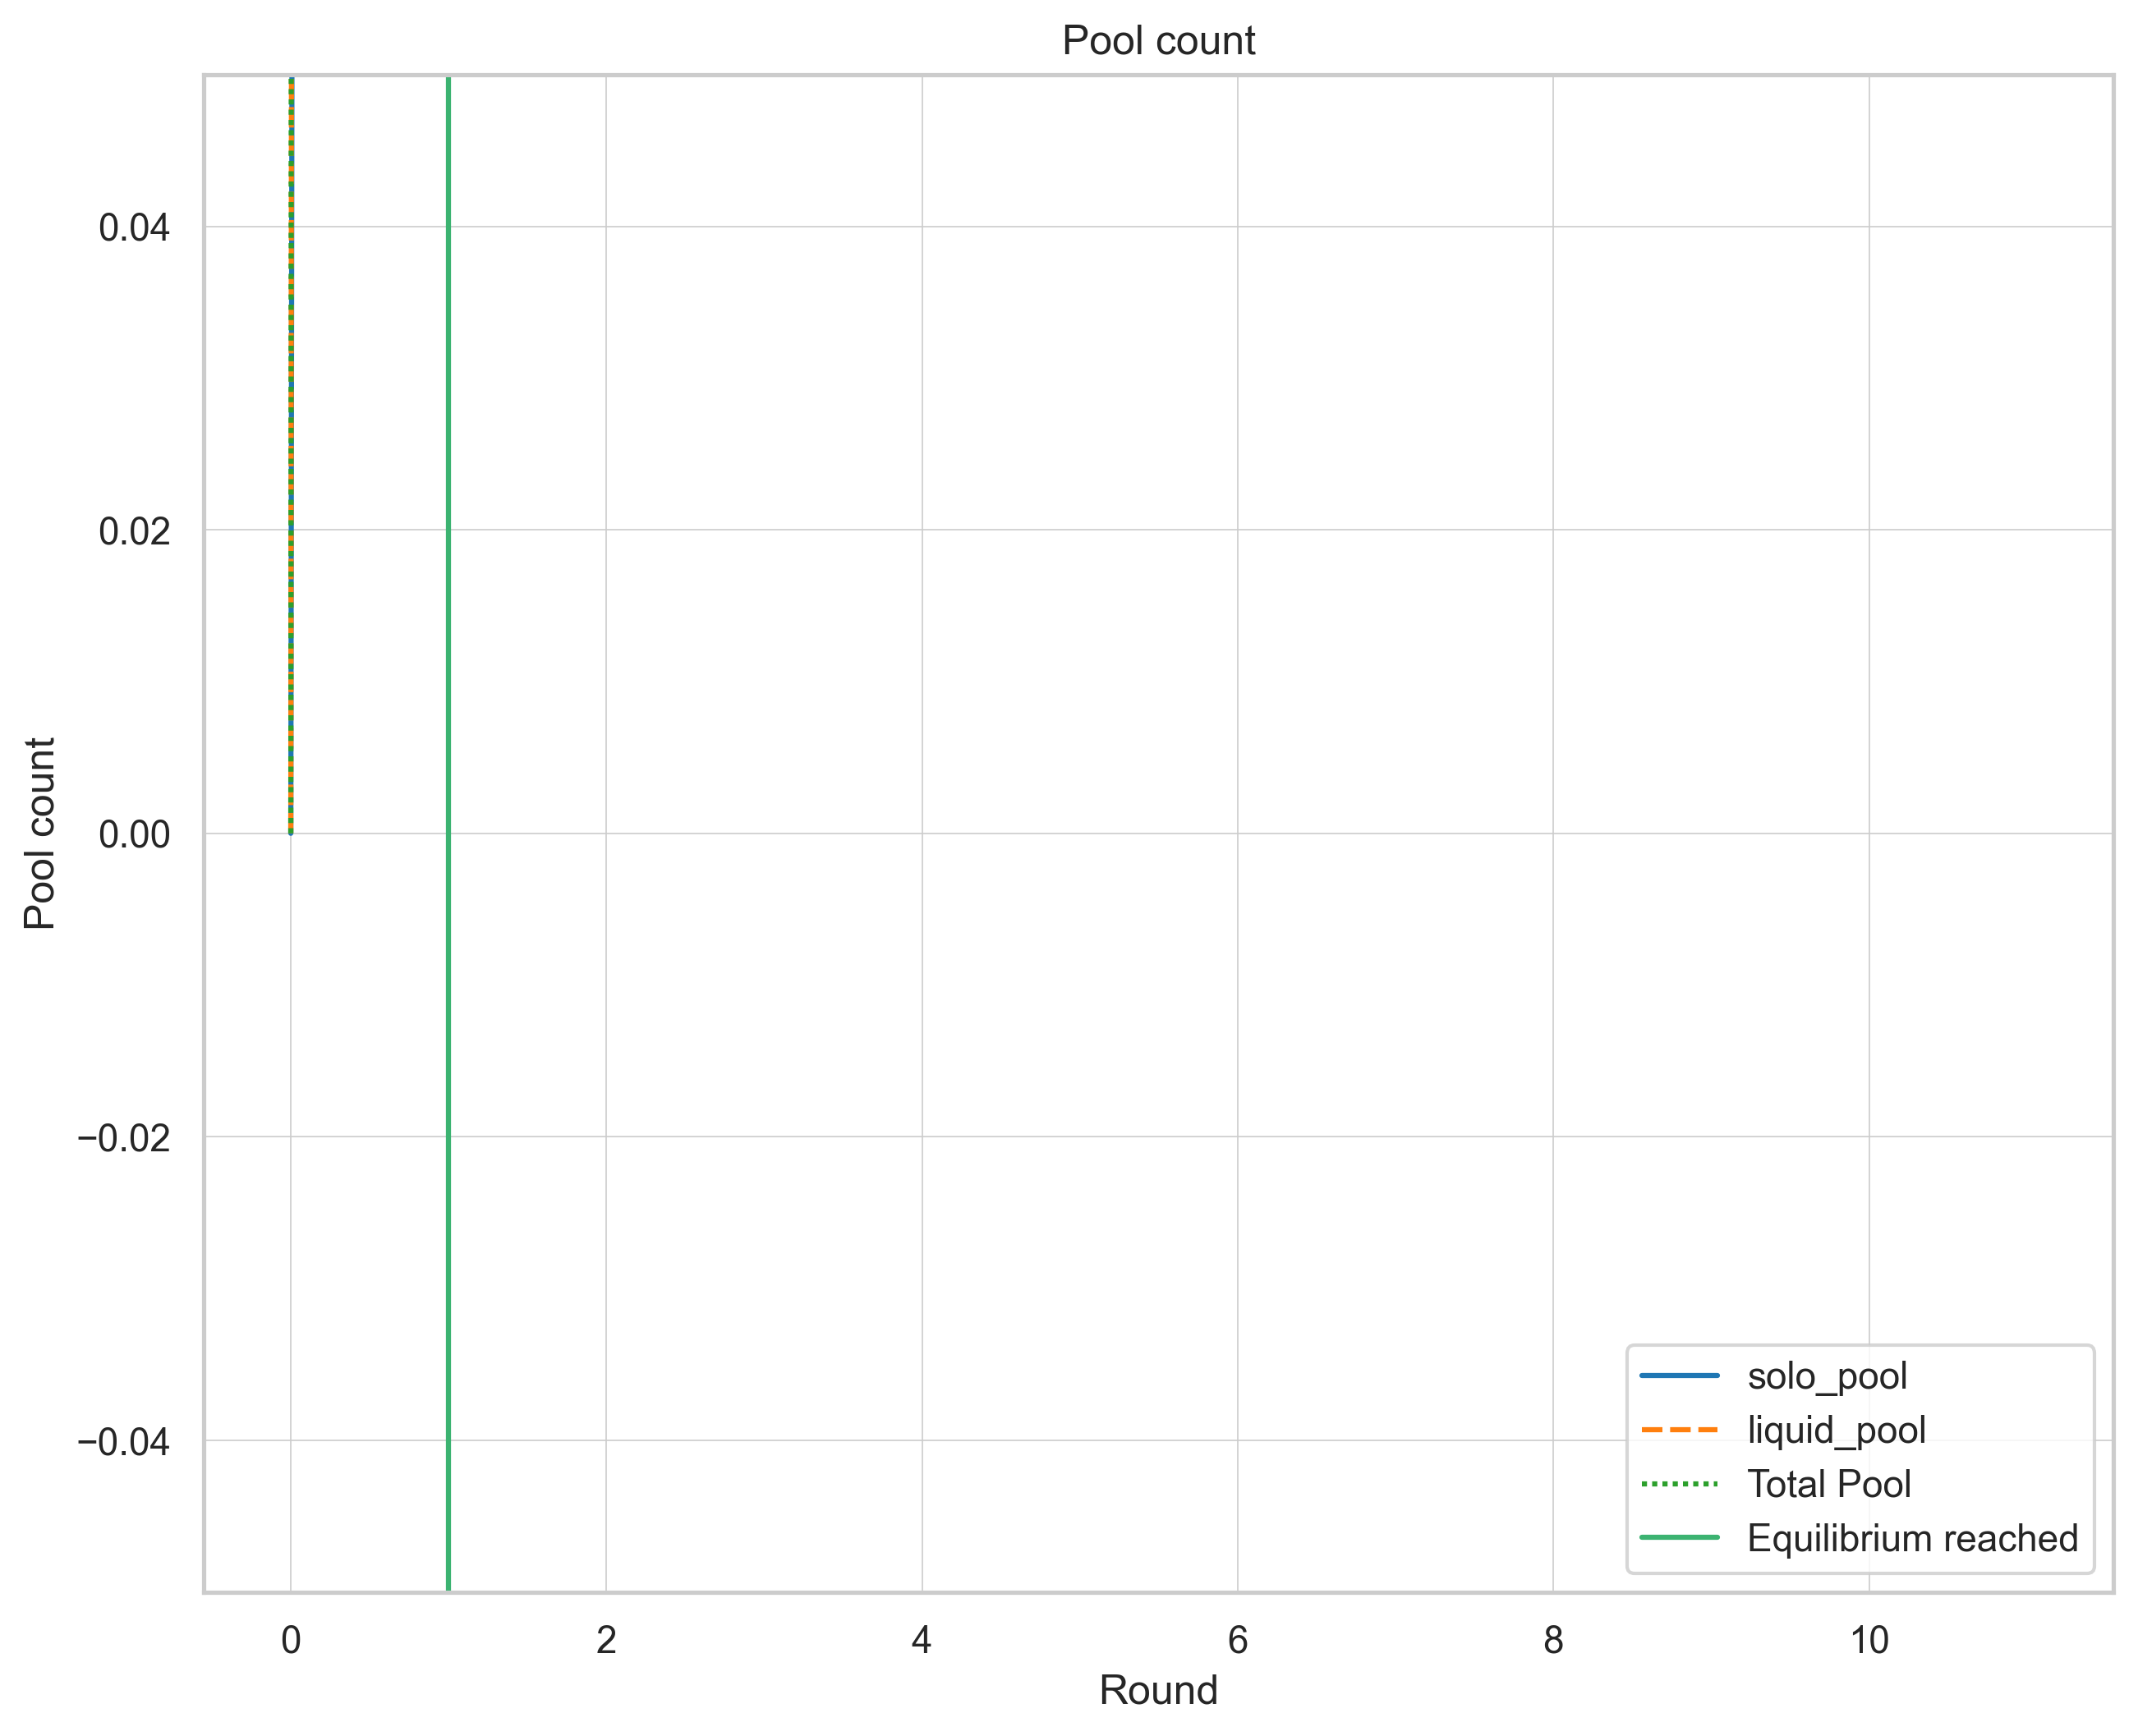 Pool count
Pool count
0.04
0.02
0.00
−0.02
−0.04
0 2 4 6 8 10
Round
solo_pool
liquid_pool
Total Pool
Equilibrium reached